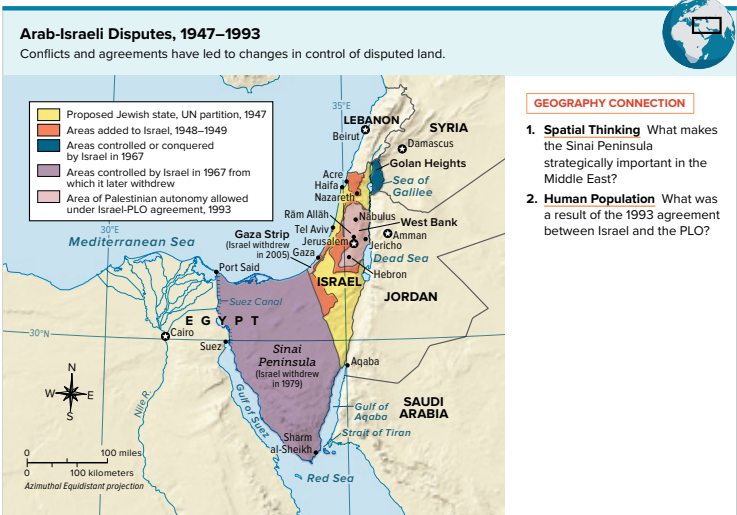 Arab-Israeli Disputes, 1947–1993
Conflicts and agreements have led to changes in control of disputed land.
Proposed Jewish state, UN partition, 1947
Areas added to Israel, 1948–1949
Areas controlled or conquered
by Israel in 1967
Areas controlled by Israel in 1967 from
which it later withdrew
Area of Palestinian autonomy allowed
under Israel-PLO agreement, 1993
35°E
LEBANON
Beirut
SYRIA
Damascus
Golan Heights
Acre
Haifa
Nazareth
Sea of
Galilee
Rām Allāh
Nābulus
West Bank
Tel Aviv
Amman
Jerusalem
Jericho
Gaza Strip
(Israel withdrew
in 2005)
Gaza
Dead Sea
Hebron
30°E
Mediterranean Sea
Port Said
ISRAEL
JORDAN
Suez Canal
EGYPT
30°N
Cairo
Suez
Sinai
Peninsula
(Israel withdrew
in 1979)
Aqaba
N
W
E
S
Nile R.
Gulf of Suez
SAUDI
ARABIA
Gulf of
Aqaba
Strait of Tiran
Sharm
al-Sheikh
Red Sea
0
100 miles
0
100 kilometers
Azimuthal Equidistant projection
GEOGRAPHY CONNECTION
1. Spatial Thinking What makes
the Sinai Peninsula
strategically important in the
Middle East?
2. Human Population What was
a result of the 1993 agreement
between Israel and the PLO?